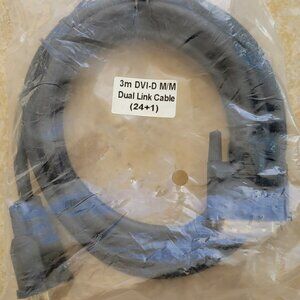 3m DVI-D M/M
Dual Link Cable
(24+1)